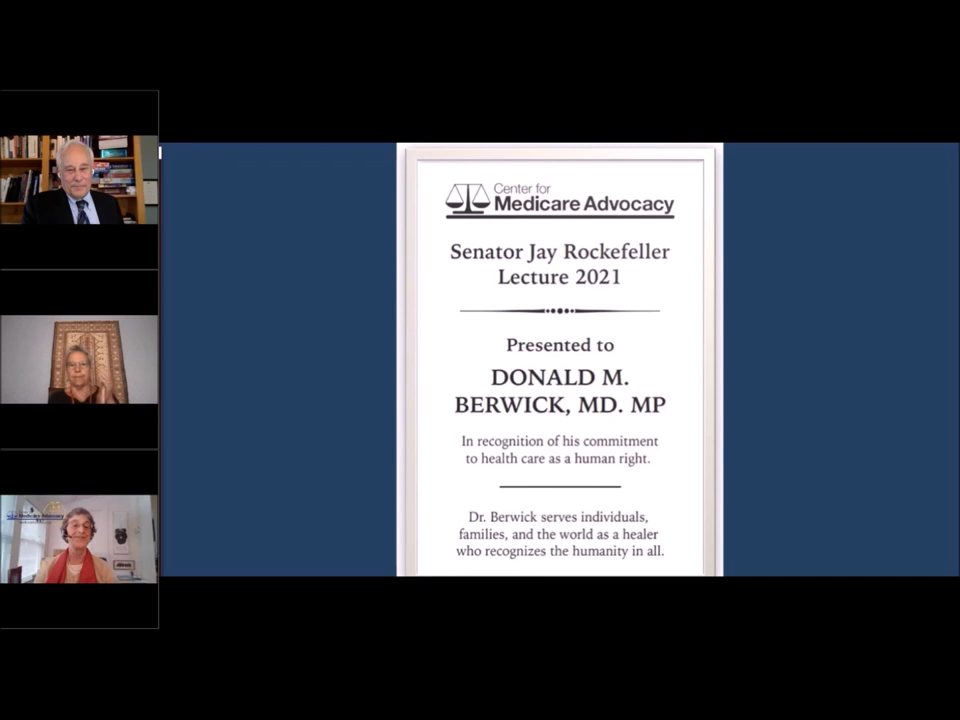 Center for
Medicare Advocacy
Senator Jay Rockefeller
Lecture 2021
Presented to
DONALD M.
BERWICK, MD. MP
In recognition of his commitment
to health care as a human right.
Dr. Berwick serves individuals,
families, and the world as a healer
who recognizes the humanity in all.
Medicare Advocacy